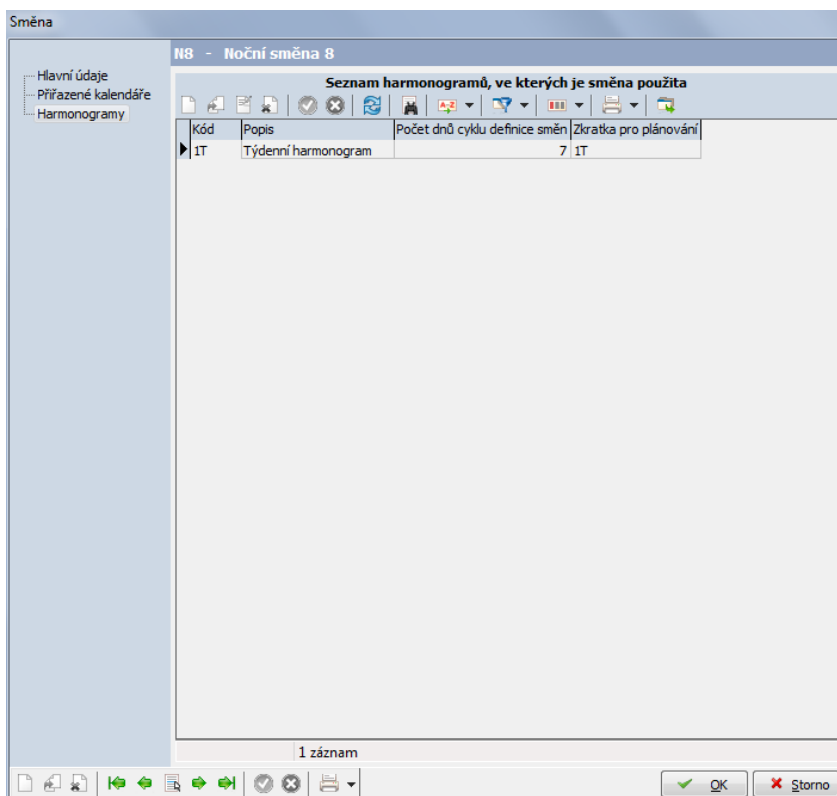 Směna
Hlavní údaje
Přiřazené kalendáře
Harmonogramy
N8 - Noční směna 8
Seznam harmonogramů, ve kterých je směna použita
Kód Popis Počet dnů cyklu definice směn Zkratka pro plánování
1T Týdenní harmonogram 7 1T
1 záznam
OK Storno